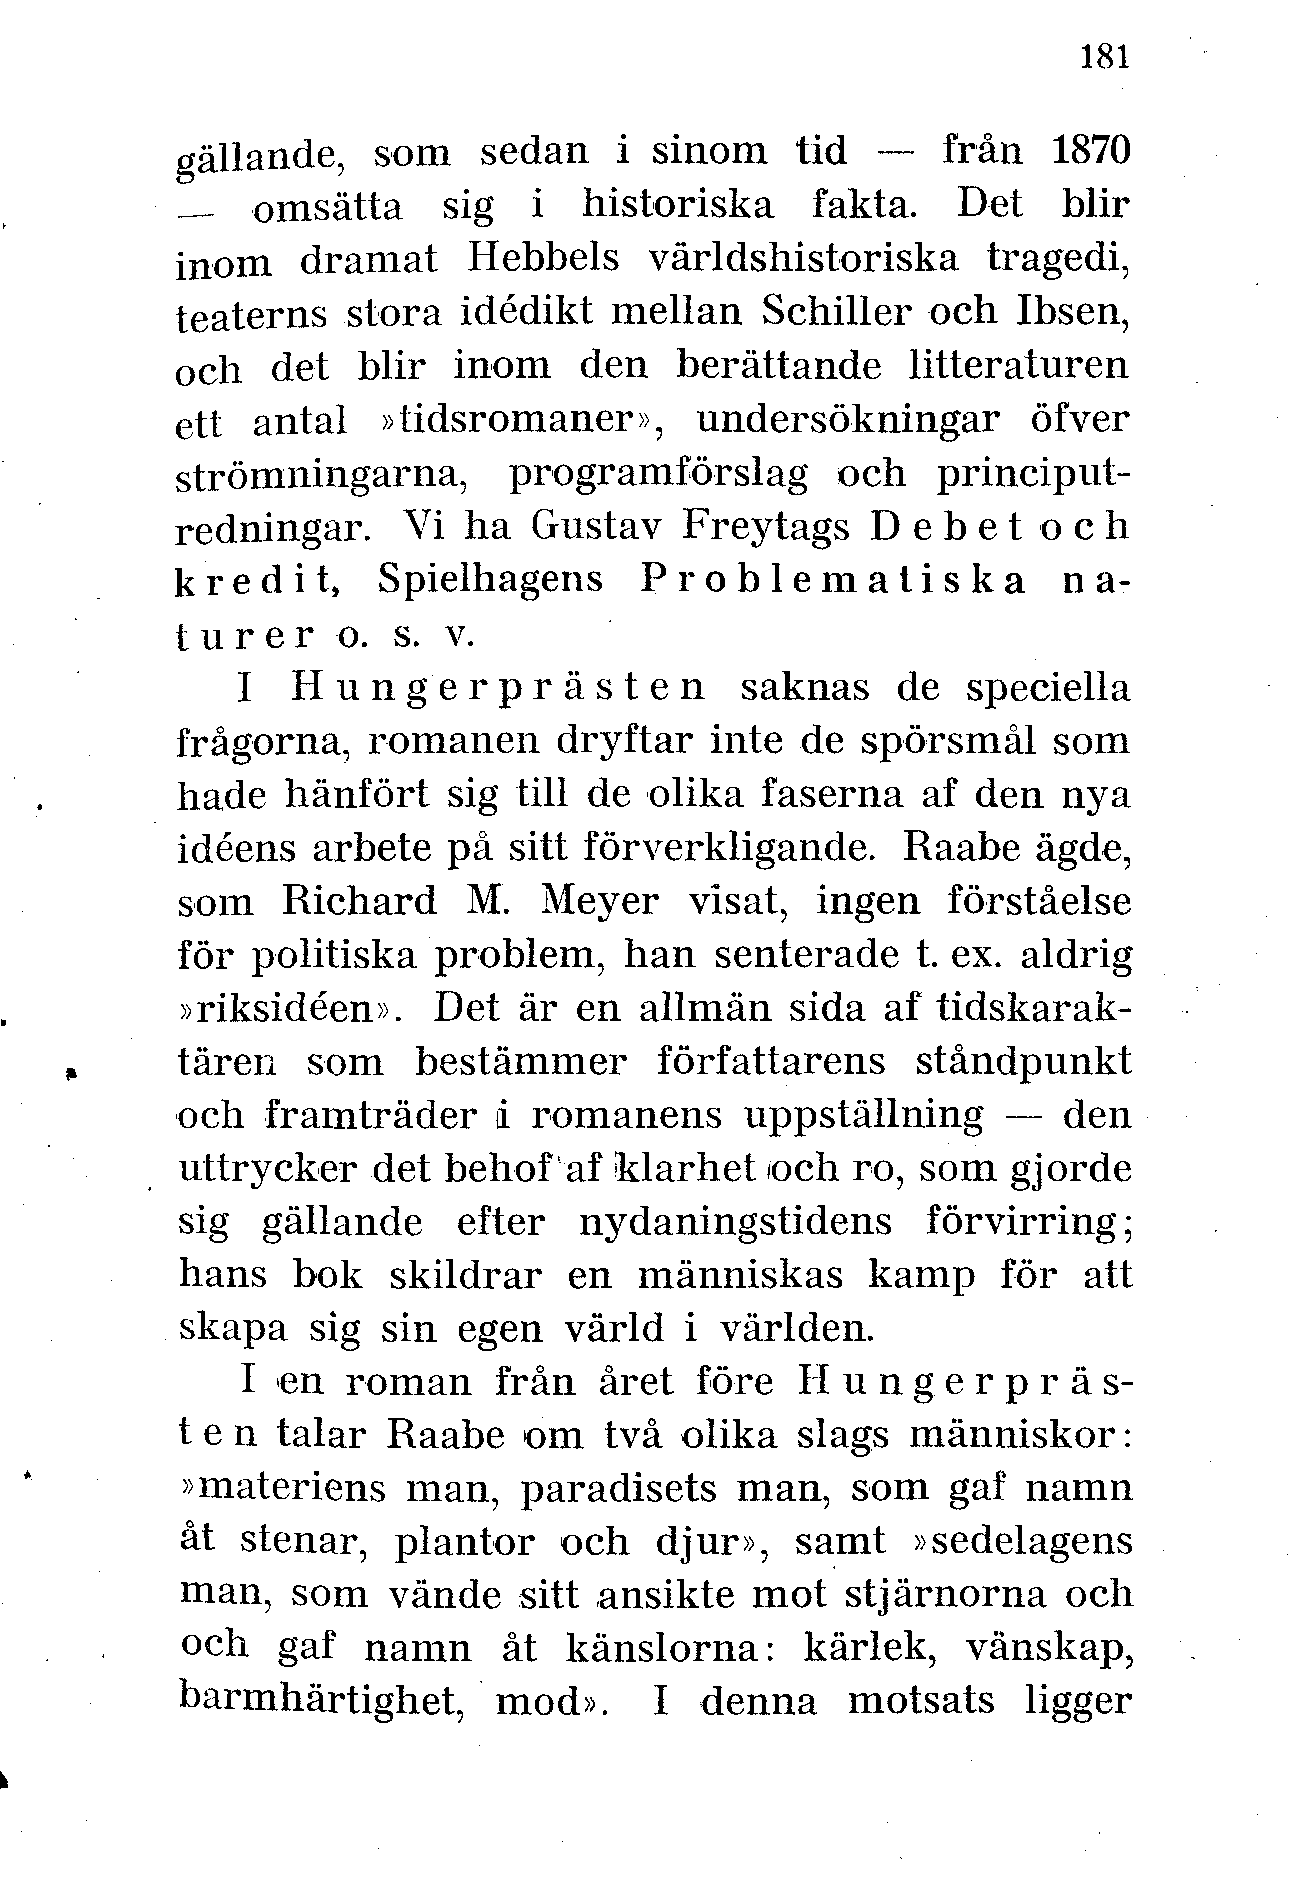 181
gällande, som sedan i sinom tid — från 1870
— omsätta sig i historiska fakta. Det blir
inom dramat Hebbels världshistoriska tragedi,
teaterns stora idédikt mellan Schiller och Ibsen,
och det blir inom den berättande litteraturen
ett antal »tidsromaner», undersökningar öfver
strömningarna, programförslag och principut-
redningar. Vi ha Gustav Freytags Debet och
kredit, Spielhagens Problematiska na-
turer o. s. v.
I Hungerprästen saknas de speciella
frågorna, romanen dryftar inte de spörsmål som
hade hänfört sig till de olika faserna af den nya
idéens arbete på sitt förverkligande. Raabe ägde,
som Richard M. Meyer visat, ingen förståelse
för politiska problem, han senterade t. ex. aldrig
»riksidéen». Det är en allmän sida af tidskarak-
tären som bestämmer författarens ståndpunkt
och framträder i romanens uppställning — den
uttrycker det behof af klarhet och ro, som gjorde
sig gällande efter nydaningstidens förvirring;
hans bok skildrar en människas kamp för att
skapa sig sin egen värld i världen.
I en roman från året före Hungerpräs-
ten talar Raabe om två olika slags människor:
»materiens man, paradisets man, som gaf namn
åt stenar, plantor och djur», samt »sedelagens
man, som vände sitt ansikte mot stjärnorna och
och gaf namn åt känslorna: kärlek, vänskap,
barmhärtighet, mod». I denna motsats ligger